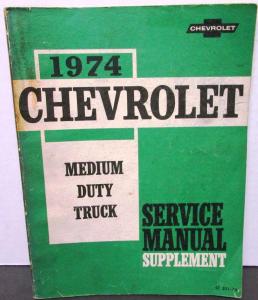 CHEVROLET
1974
CHEVROLET
MEDIUM
DUTY
TRUCK
SERVICE
MANUAL
SUPPLEMENT